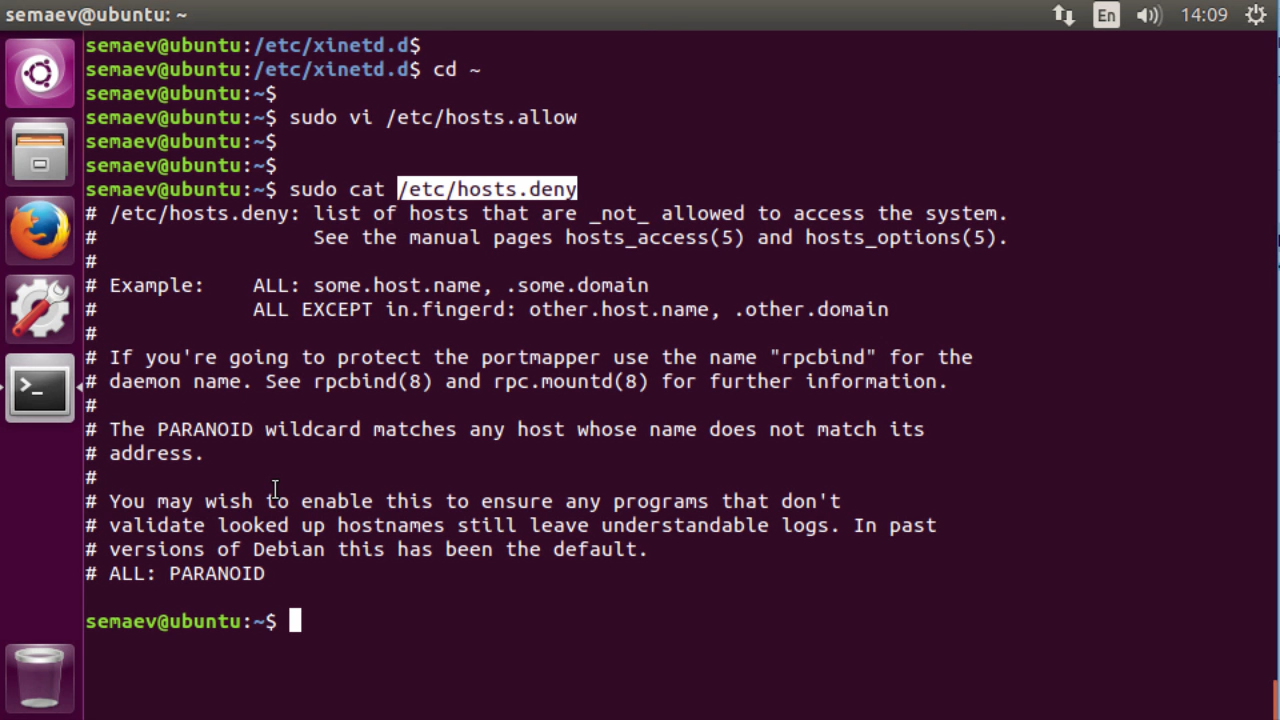 semaev@ubuntu: ~
En
14:09
semaev@ubuntu:/etc/xinetd.d$
semaev@ubuntu:/etc/xinetd.d$ cd ~
semaev@ubuntu:~$
semaev@ubuntu:~$ sudo vi /etc/hosts.allow
semaev@ubuntu:~$
semaev@ubuntu:~$
semaev@ubuntu:~$ sudo cat /etc/hosts.deny
# /etc/hosts.deny: list of hosts that are _not_ allowed to access the system.
#                  See the manual pages hosts_access(5) and hosts_options(5).
#
# Example:    ALL: some.host.name, .some.domain
#             ALL EXCEPT in.fingerd: other.host.name, .other.domain
#
# If you're going to protect the portmapper use the name "rpcbind" for the
# daemon name. See rpcbind(8) and rpc.mountd(8) for further information.
#
# The PARANOID wildcard matches any host whose name does not match its
# address.
#
# You may wish to enable this to ensure any programs that don't
# validate looked up hostnames still leave understandable logs. In past
# versions of Debian this has been the default.
# ALL: PARANOID
semaev@ubuntu:~$